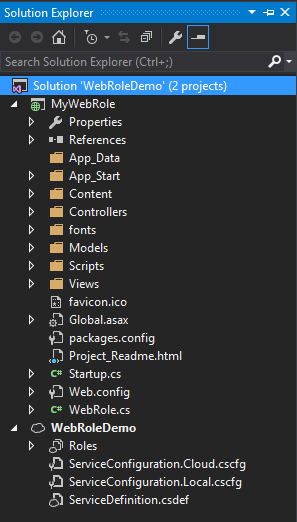 Solution Explorer
Search Solution Explorer (Ctrl+;)
Solution 'WebRoleDemo' (2 projects)
MyWebRole
Properties
References
App_Data
App_Start
Content
Controllers
fonts
Models
Scripts
Views
favicon.ico
Global.asax
packages.config
Project_Readme.html
C# Startup.cs
Web.config
C# WebRole.cs
WebRoleDemo
Roles
ServiceConfiguration.Cloud.cscfg
ServiceConfiguration.Local.cscfg
ServiceDefinition.csdef